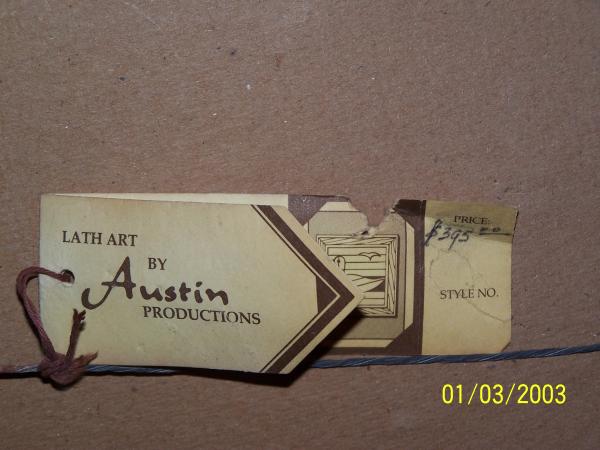 LATH ART
BY
Austin
PRODUCTIONS
PRICE:
$395.00
STYLE NO.
01/03/2003